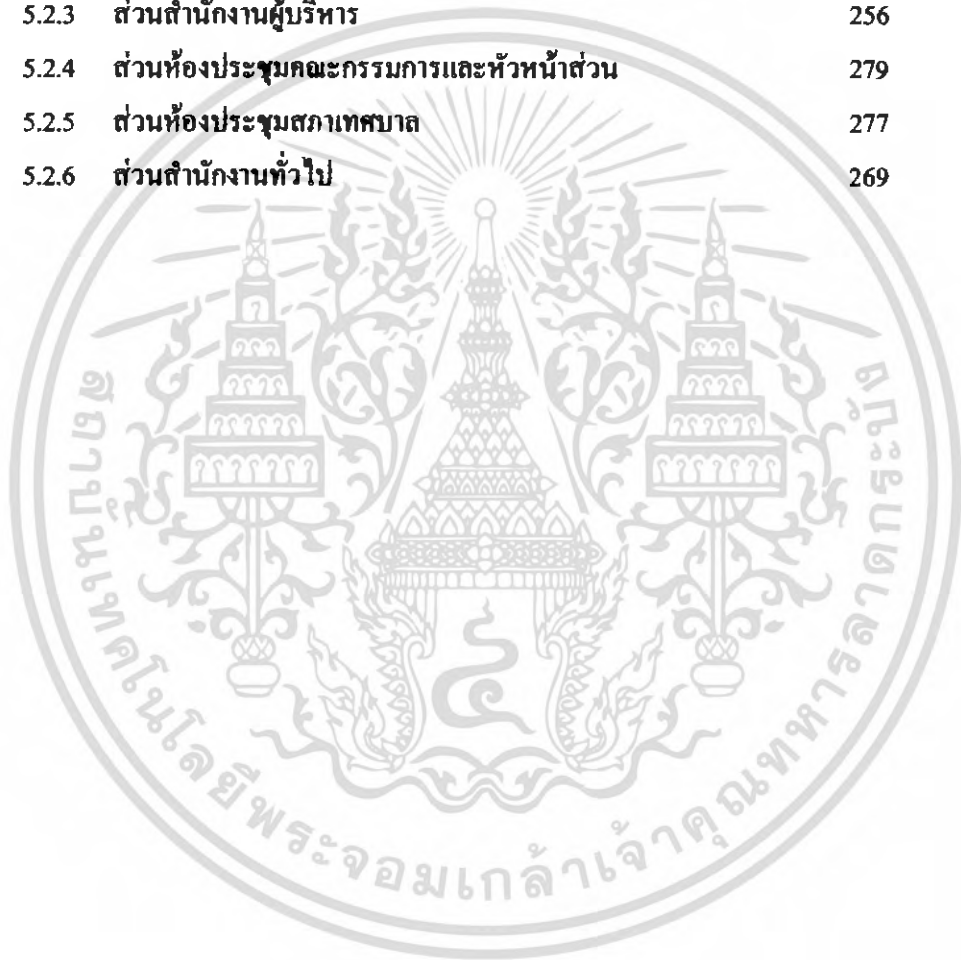 5.2.3 ส่วนสำนักงานผู้บริหาร 256
5.2.4 ส่วนห้องประชุมคณะกรรมการและหัวหน้าส่วน 279
5.2.5 ส่วนห้องประชุมสภาเทศบาล 277
5.2.6 ส่วนสำนักงานทั่วไป 269
สถาบันเทคโนโลยีพระจอมเกล้าเจ้าคุณทหารลาดกระบัง